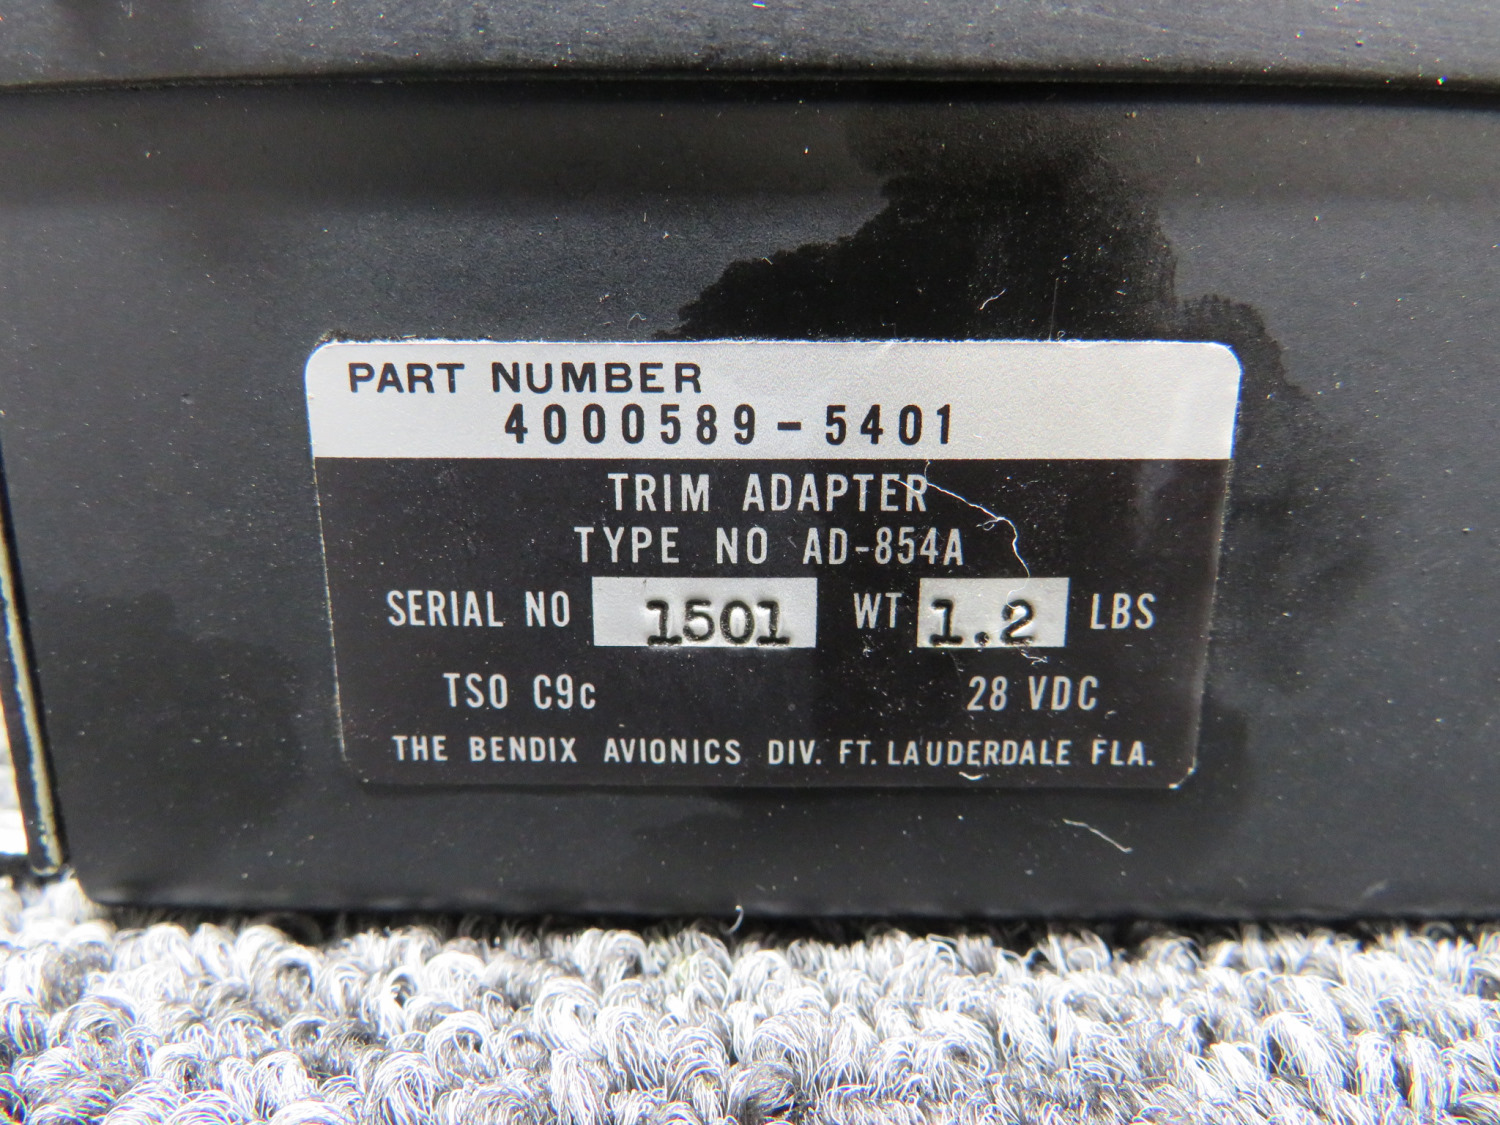 PART NUMBER
4000589-5401
TRIM ADAPTER
TYPE NO AD-854A
SERIAL NO 1501 WT 1.2 LBS
TSO C9c 28 VDC
THE BENDIX AVIONICS DIV. FT. LAUDERDALE FLA.